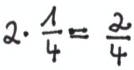 2 · 1/4 = 2/4